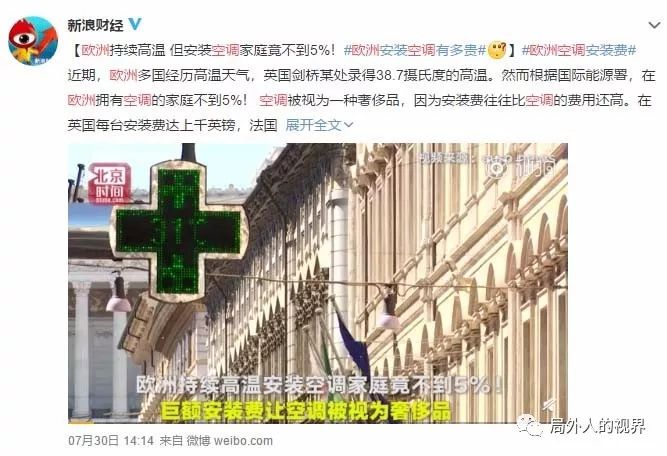 新浪财经
【欧洲持续高温 但安装空调家庭竟不到5%！#欧洲安装空调有多贵#】#欧洲空调安装费#
近期，欧洲多国经历高温天气，英国剑桥某处录得38.7摄氏度的高温。然而根据国际能源署，在
欧洲拥有空调的家庭不到5%！ 空调被视为一种奢侈品，因为安装费往往比空调的费用还高。在
英国每台安装费达上千英镑，法国 展开全文
北京
时间
btime.com
视频来源：
欧洲持续高温安装空调家庭竟不到5%！
巨额安装费让空调被视为奢侈品
局外人的视界
07月30日 14:14 来自 微博 weibo.com